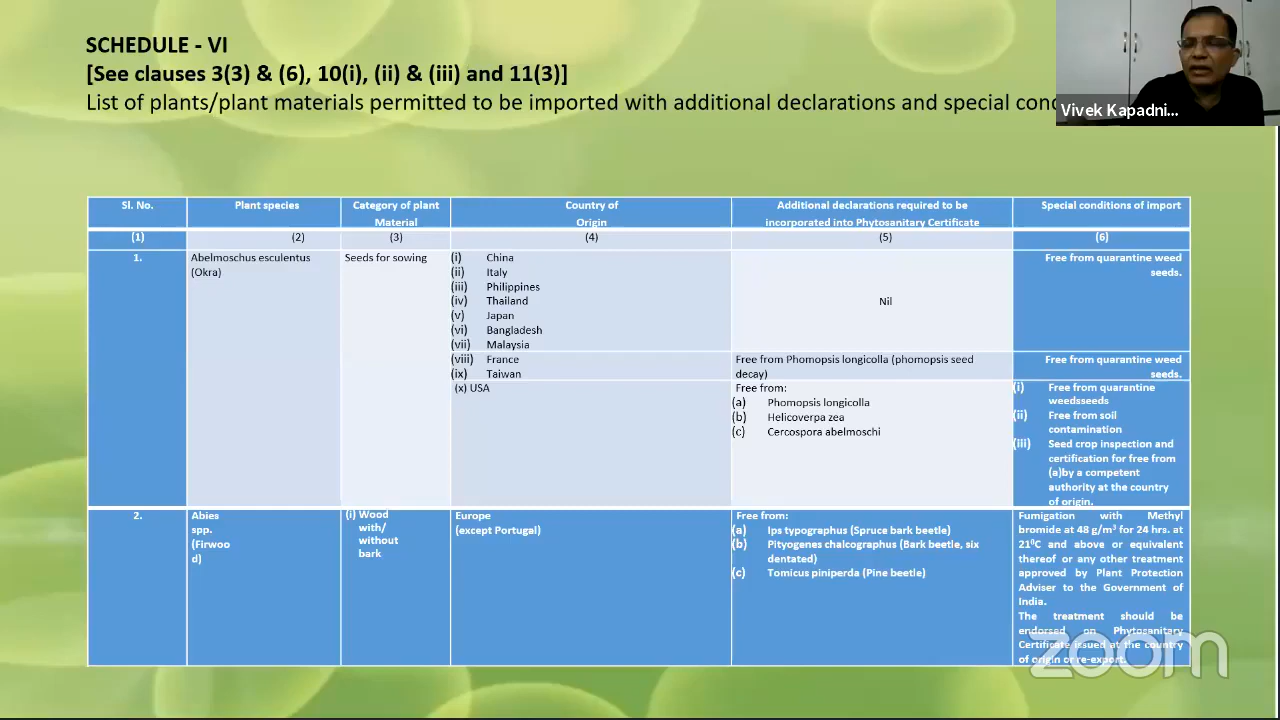 SCHEDULE - VI
[See clauses 3(3) & (6), 10(i), (ii) & (iii) and 11(3)]
List of plants/plant materials permitted to be imported with additional declarations and special
Vivek Kapadni...
Sl. No.
Plant species
Category of plant
Material
Country of
Origin
Additional declarations required to be
incorporated into Phytosanitary Certificate
Special conditions of import
(1)
(2)
(3)
(4)
(5)
(6)
1.
Abelmoschus esculentus
(Okra)
Seeds for sowing
(i) China
(ii) Italy
(iii) Philippines
(iv) Thailand
(v) Japan
(vi) Bangladesh
(vii) Malaysia
Nil
Free from quarantine weed
seeds.
(viii) France
(ix) Taiwan
Free from Phomopsis longicolla (phomopsis seed
decay)
Free from quarantine weed
seeds.
(x) USA
Free from:
(a) Phomopsis longicolla
(b) Helicoverpa zea
(c) Cercospora abelmoschi
(i) Free from quarantine
weedsseeds
(ii) Free from soil
contamination
(iii) Seed crop inspection and
certification for free from
(a)by a competent
authority at the country
of origin.
2.
Abies
spp.
(Firwoo
d)
(i) Wood
with/
without
bark
Europe
(except Portugal)
Free from:
(a) Ips typographus (Spruce bark beetle)
(b) Pityogenes chalcographus (Bark beetle, six
dentated)
(c) Tomicus piniperda (Pine beetle)
Fumigation with Methyl
bromide at 48 g/m³ for 24 hrs. at
21⁰C and above or equivalent
thereof or any other treatment
approved by Plant Protection
Adviser to the Government of
India.
The treatment should be
endorsed on Phytosanitary
Certificate issued at the country
of origin or re-export.
zoom